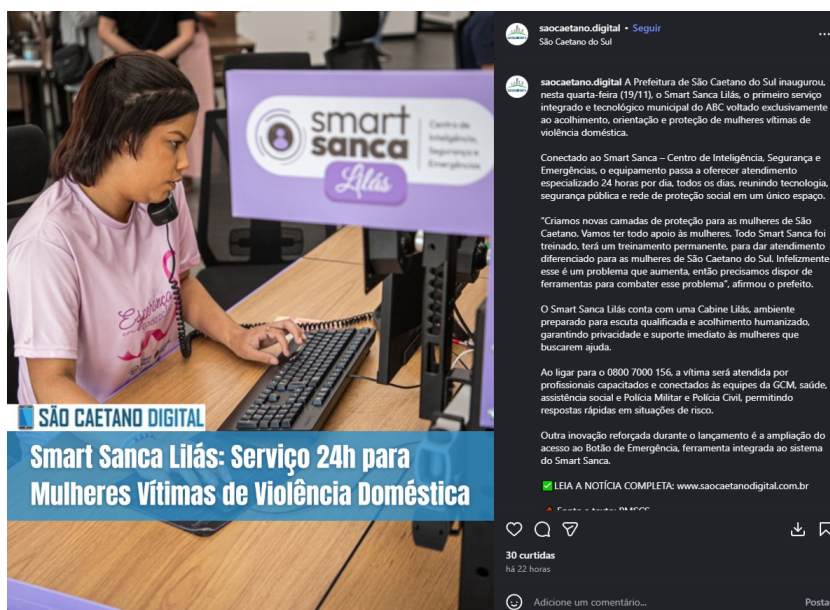 smart
sanca
Lilás
Centro de
Inteligência,
Segurança e
Emergências
Esperança
SÃO CAETANO DIGITAL
Smart Sanca Lilás: Serviço 24h para
Mulheres Vítimas de Violência Doméstica
saocaetano.digital • Seguir
São Caetano do Sul
saocaetano.digital A Prefeitura de São Caetano do Sul inaugurou,
nesta quarta-feira (19/11), o Smart Sanca Lilás, o primeiro serviço
integrado e tecnológico municipal do ABC voltado exclusivamente
ao acolhimento, orientação e proteção de mulheres vítimas de
violência doméstica.
Conectado ao Smart Sanca – Centro de Inteligência, Segurança e
Emergências, o equipamento passa a oferecer atendimento
especializado 24 horas por dia, todos os dias, reunindo tecnologia,
segurança pública e rede de proteção social em um único espaço.
"Criamos novas camadas de proteção para as mulheres de São
Caetano. Vamos ter todo apoio às mulheres. Todo Smart Sanca foi
treinado, terá um treinamento permanente, para dar atendimento
diferenciado para as mulheres de São Caetano do Sul. Infelizmente
esse é um problema que aumenta, então precisamos dispor de
ferramentas para combater esse problema", afirmou o prefeito.
O Smart Sanca Lilás conta com uma Cabine Lilás, ambiente
preparado para escuta qualificada e acolhimento humanizado,
garantindo privacidade e suporte imediato às mulheres que
buscarem ajuda.
Ao ligar para o 0800 7000 156, a vítima será atendida por
profissionais capacitados e conectados às equipes da GCM, saúde,
assistência social e Polícia Militar e Polícia Civil, permitindo
respostas rápidas em situações de risco.
Outra inovação reforçada durante o lançamento é a ampliação do
acesso ao Botão de Emergência, ferramenta integrada ao sistema
do Smart Sanca.
✅ LEIA A NOTÍCIA COMPLETA: www.saocaetanodigital.com.br
30 curtidas
há 22 horas
Adicione um comentário...
Posta